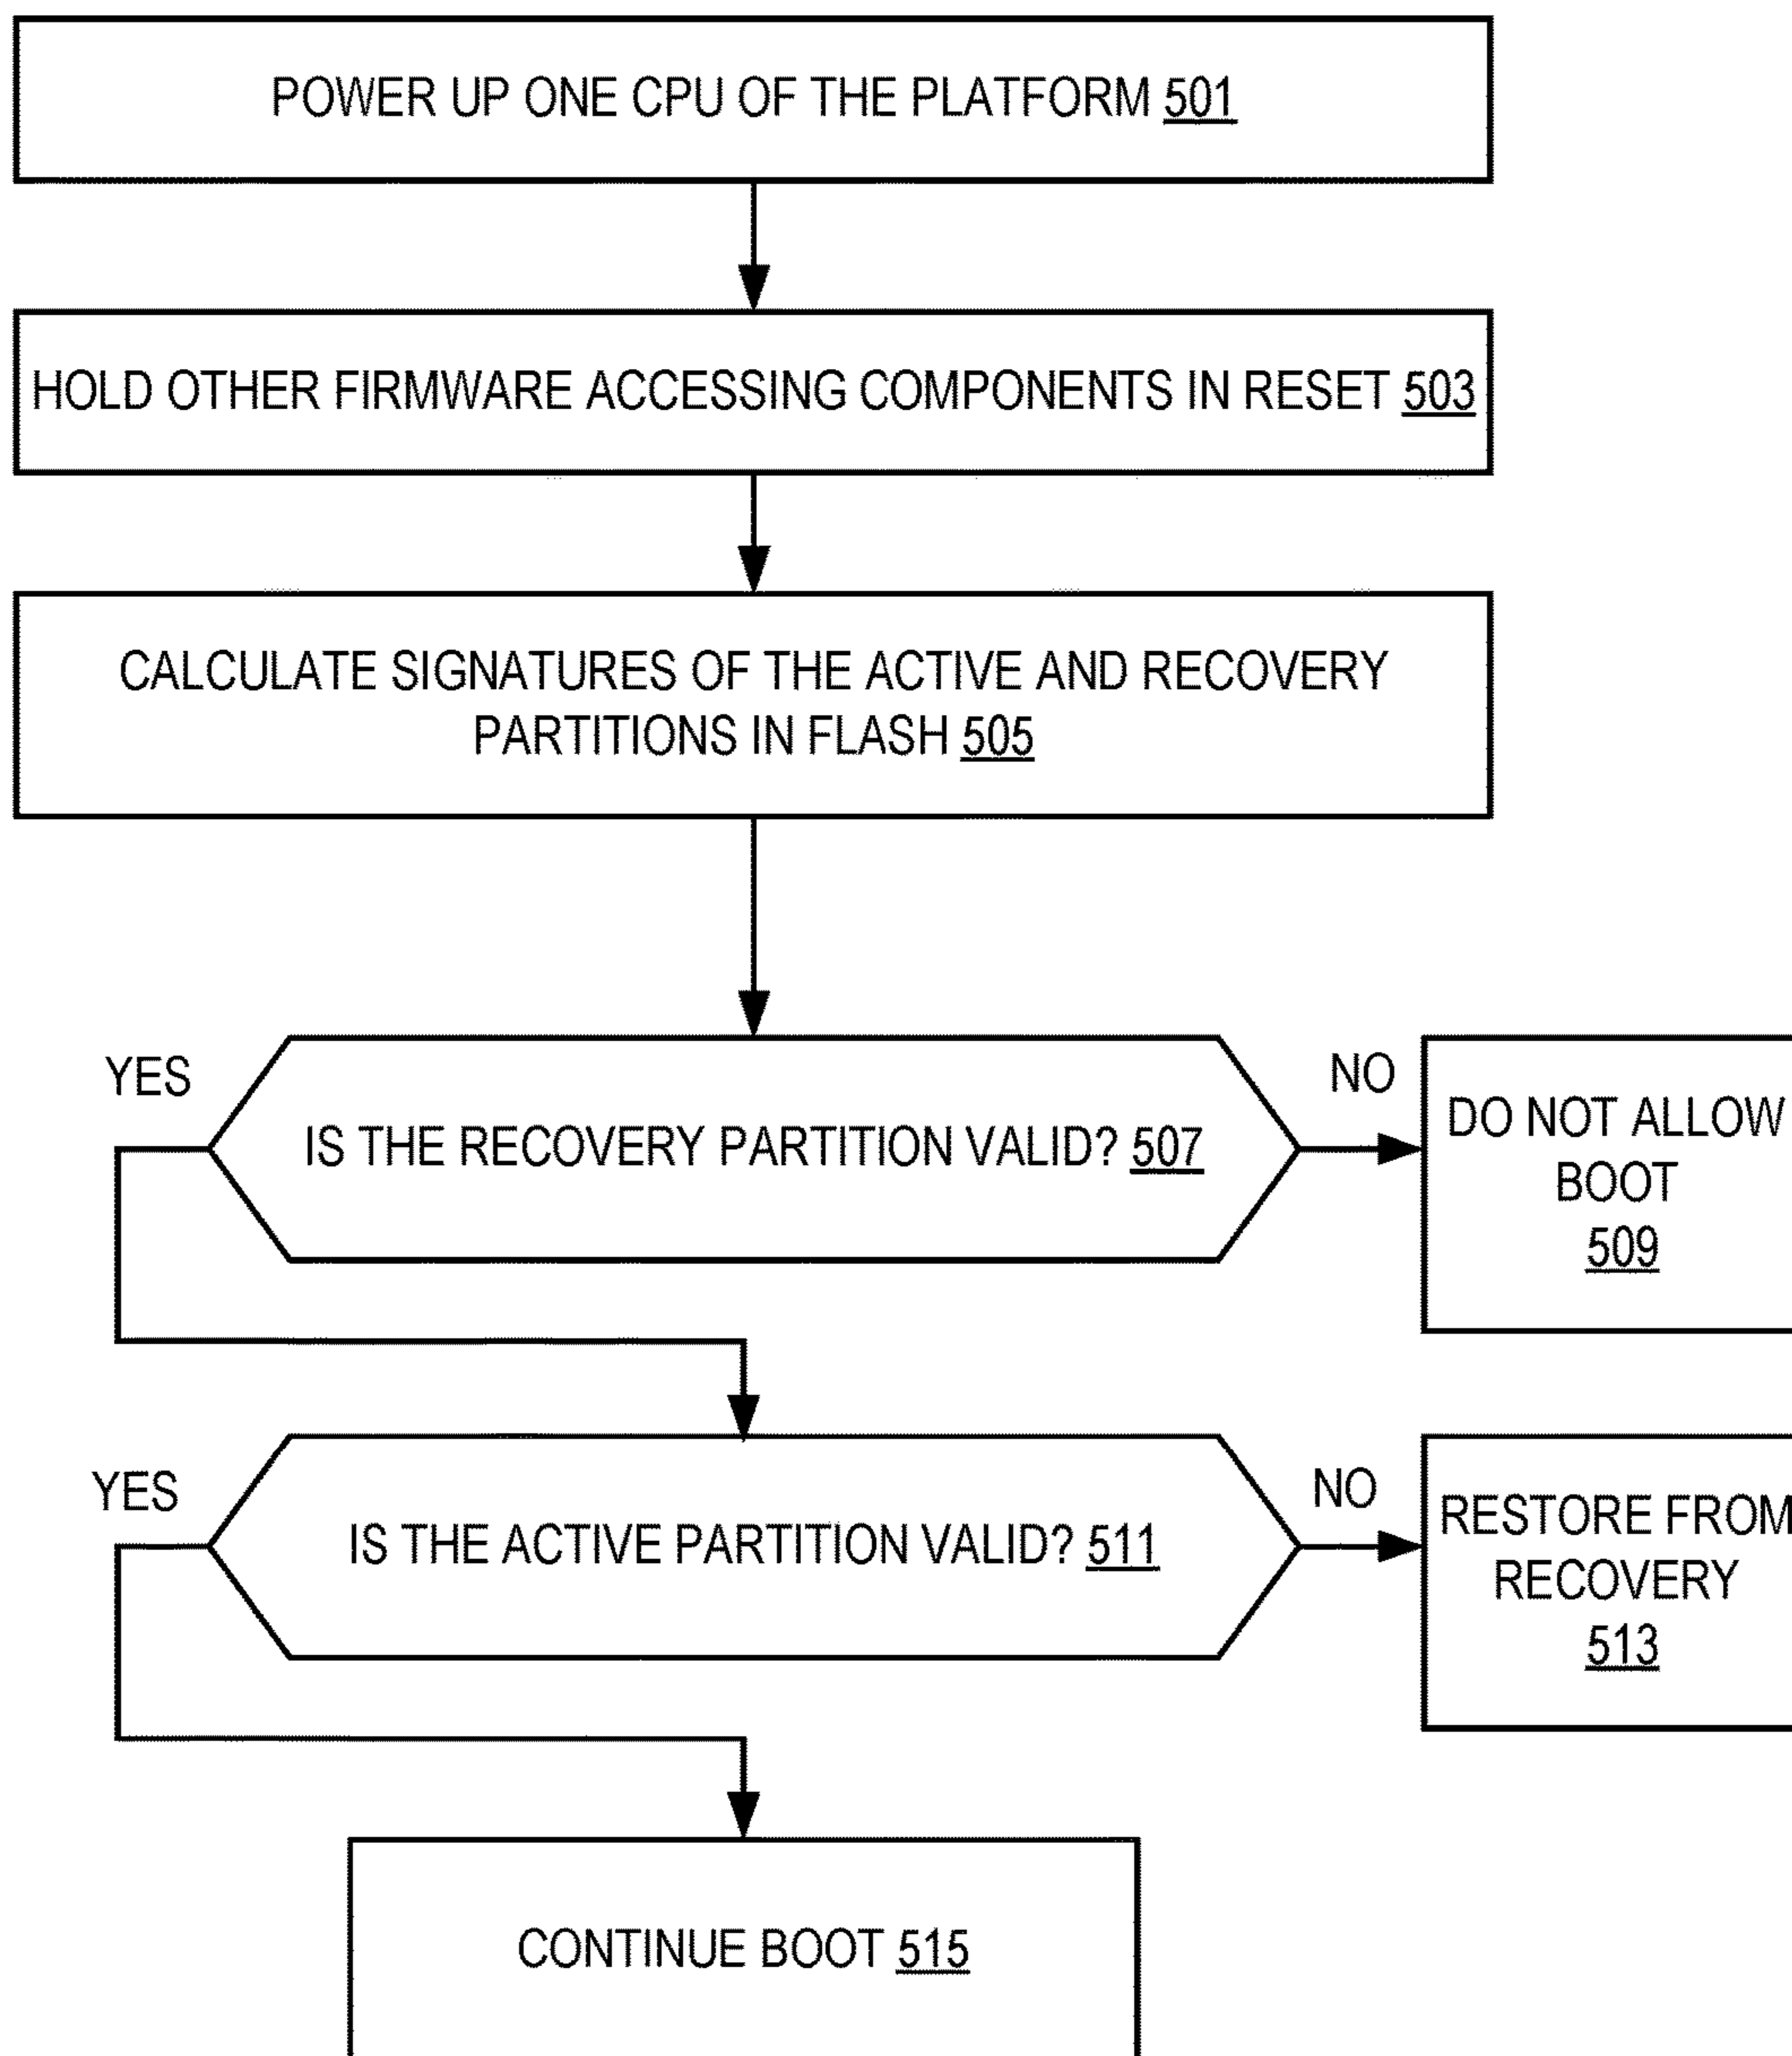 POWER UP ONE CPU OF THE PLATFORM 501
HOLD OTHER FIRMWARE ACCESSING COMPONENTS IN RESET 503
CALCULATE SIGNATURES OF THE ACTIVE AND RECOVERY
PARTITIONS IN FLASH 505
YES
IS THE RECOVERY PARTITION VALID? 507
NO
DO NOT ALLOW
BOOT
509
YES
IS THE ACTIVE PARTITION VALID? 511
NO
RESTORE FROM
RECOVERY
513
CONTINUE BOOT 515